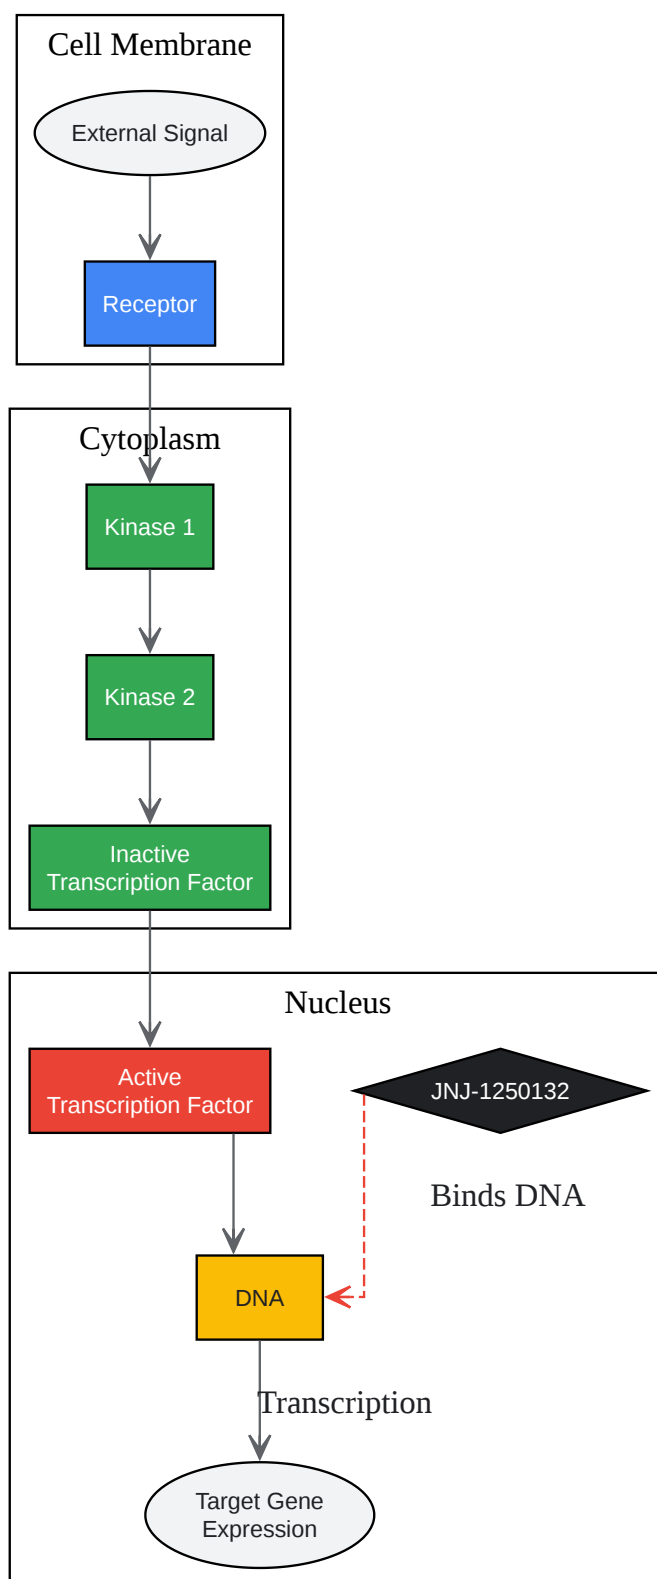 Cell Membrane
External Signal
Receptor
Cytoplasm
Kinase 1
Kinase 2
Inactive
Transcription Factor
Nucleus
Active
Transcription Factor
JNJ-1250132
Binds DNA
DNA
Transcription
Target Gene
Expression